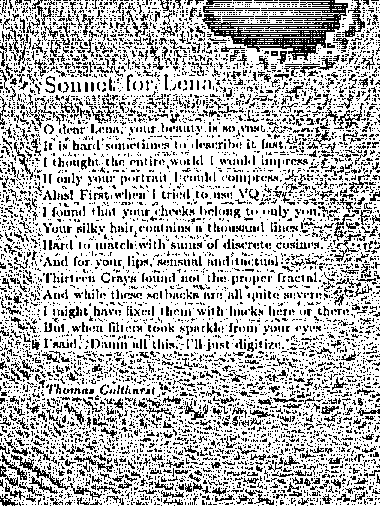 Sonnet for Lena
O dear Lena, your beauty is so vast
It is hard sometimes to describe it fast.
I thought the entire world I would impress
If only your portrait I could compress.
Alas! First when I tried to use VQ
I found that your cheeks belong to only you.
Your silky hair contains a thousand lines
Hard to match with sums of discrete cosines.
And for your lips, sensual and tactual
Thirteen Crays found not the proper fractal.
And while these setbacks are all quite severe
I might have fixed them with hacks here or there
But when filters took sparkle from your eyes
I said, 'Damn all this. I'll just digitize.'
Thomas Colthurst